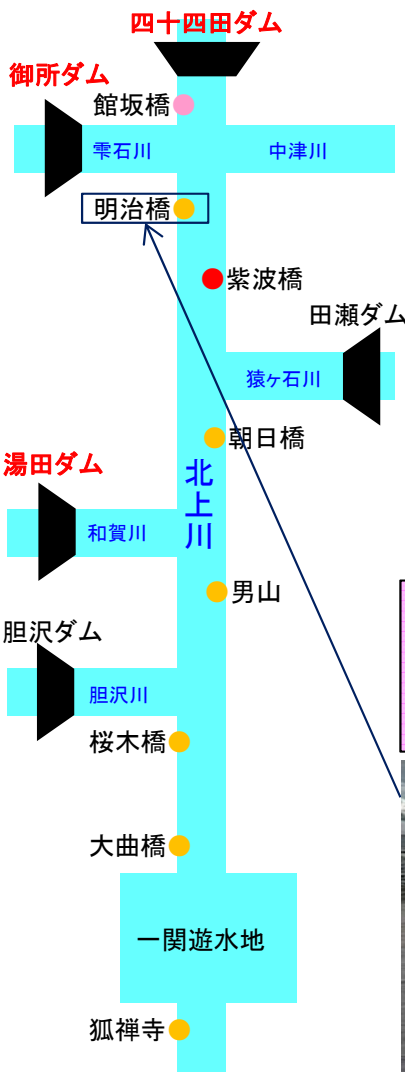 四十四田ダム
御所ダム
館坂橋
雫石川
中津川
明治橋
紫波橋
田瀬ダム
猿ヶ石川
朝日橋
湯田ダム
北上川
和賀川
男山
胆沢ダム
胆沢川
桜木橋
大曲橋
一関遊水地
狐禅寺